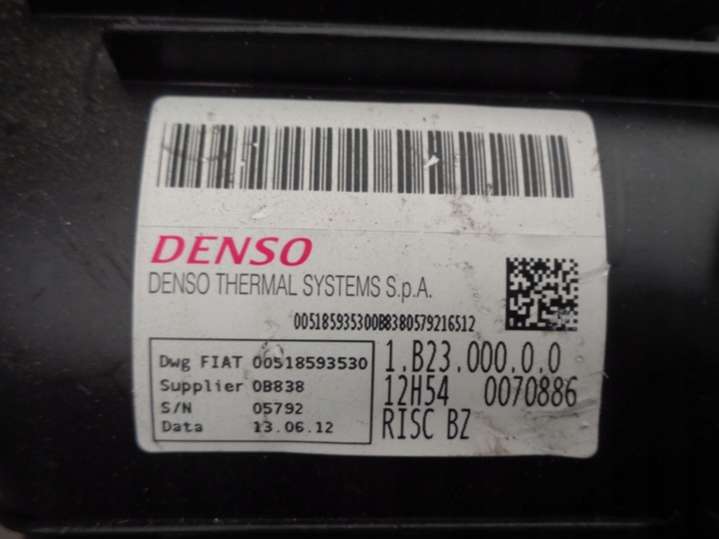 DENSO
DENSO THERMAL SYSTEMS S.p.A.
005185935300B8380579216512
Dwg FIAT 00518593530
Supplier 0B838
S/N 05792
Data 13.06.12
1.B23.000.0.0
12H54 0070886
RISC BZ